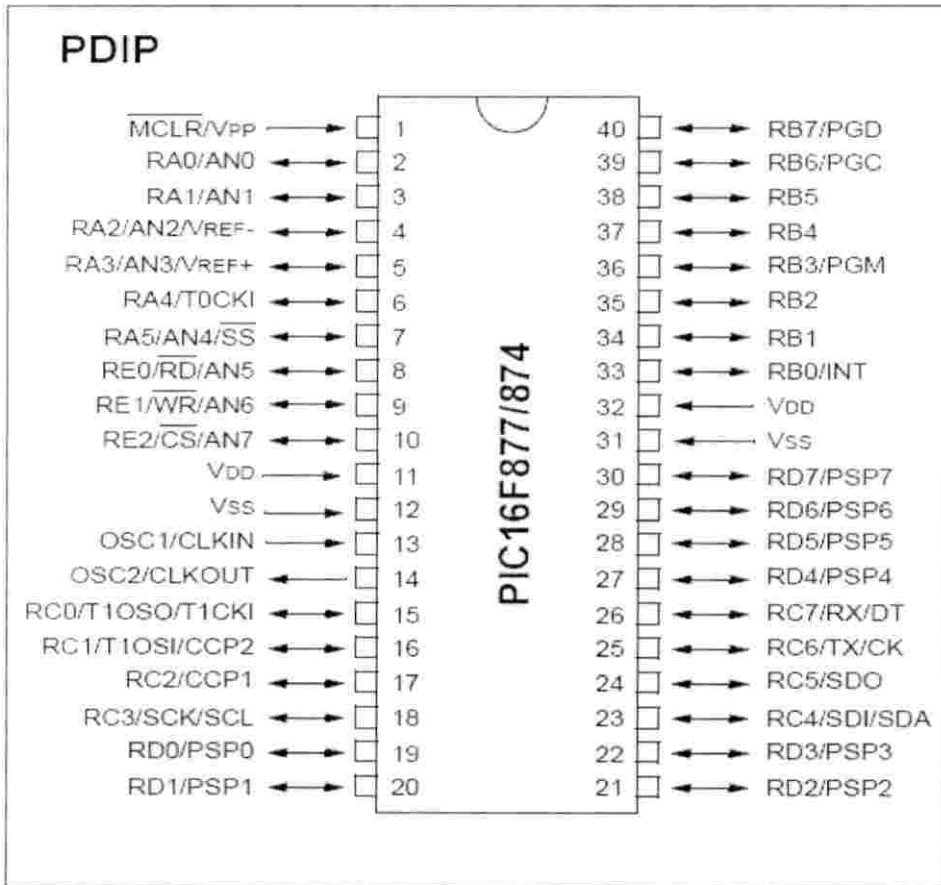 PDIP
MCLR/VPP 1 40 RB7/PGD
RA0/AN0 2 39 RB6/PGC
RA1/AN1 3 38 RB5
RA2/AN2/VREF- 4 37 RB4
RA3/AN3/VREF+ 5 36 RB3/PGM
RA4/T0CKI 6 35 RB2
RA5/AN4/SS 7 34 RB1
RE0/RD/AN5 8 33 RB0/INT
RE1/WR/AN6 9 32 VDD
RE2/CS/AN7 10 31 VSS
VDD 11 30 RD7/PSP7
VSS 12 29 RD6/PSP6
OSC1/CLKIN 13 28 RD5/PSP5
OSC2/CLKOUT 14 27 RD4/PSP4
RC0/T1OSO/T1CKI 15 26 RC7/RX/DT
RC1/T1OSI/CCP2 16 25 RC6/TX/CK
RC2/CCP1 17 24 RC5/SDO
RC3/SCK/SCL 18 23 RC4/SDI/SDA
RD0/PSP0 19 22 RD3/PSP3
RD1/PSP1 20 21 RD2/PSP2
PIC16F877/874